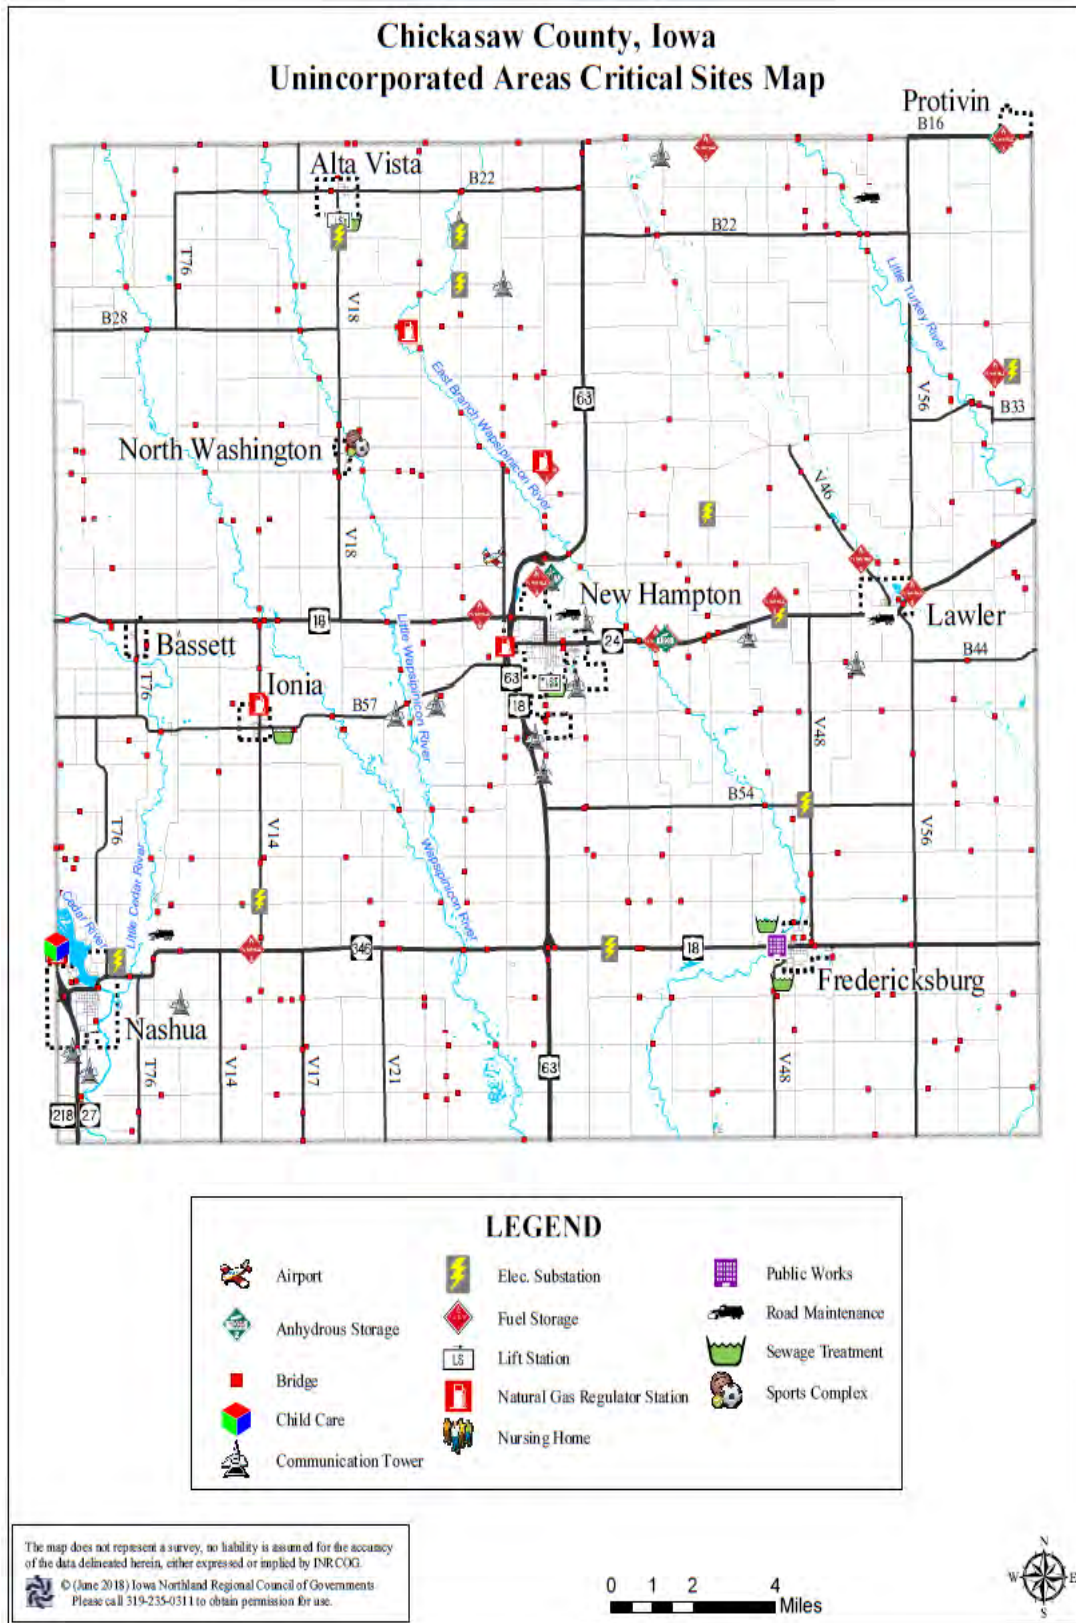 Chickasaw County, Iowa
Unincorporated Areas Critical Sites Map
Protivin
B16
Alta Vista
B22
B22
LS
T76
Little Turkey River
V18
B28
East Branch Wapsipinicon River
63
V56
B33
North Washington
V46
V18
New Hampton
18
Bassett
24
Lawler
Little Wapsipinicon River
B44
T76
Ionia
63
LS
B57
18
V48
B54
T76
V14
V56
Wapsipinicon River
Cedar River
Little Cedar River
346
18
Fredericksburg
Nashua
T76
V14
V17
V21
63
V48
218
27
LEGEND
Airport
Anhydrous Storage
Bridge
Child Care
Communication Tower
Elec. Substation
Fuel Storage
LS
Lift Station
Natural Gas Regulator Station
Nursing Home
Public Works
Road Maintenance
Sewage Treatment
Sports Complex
The map does not represent a survey, no liability is assumed for the accuracy
of the data delineated herein, either expressed or implied by INRCOG.
© (June 2018) Iowa Northland Regional Council of Governments
Please call 319-235-0311 to obtain permission for use.
0 1 2 4
Miles
N
W E
S